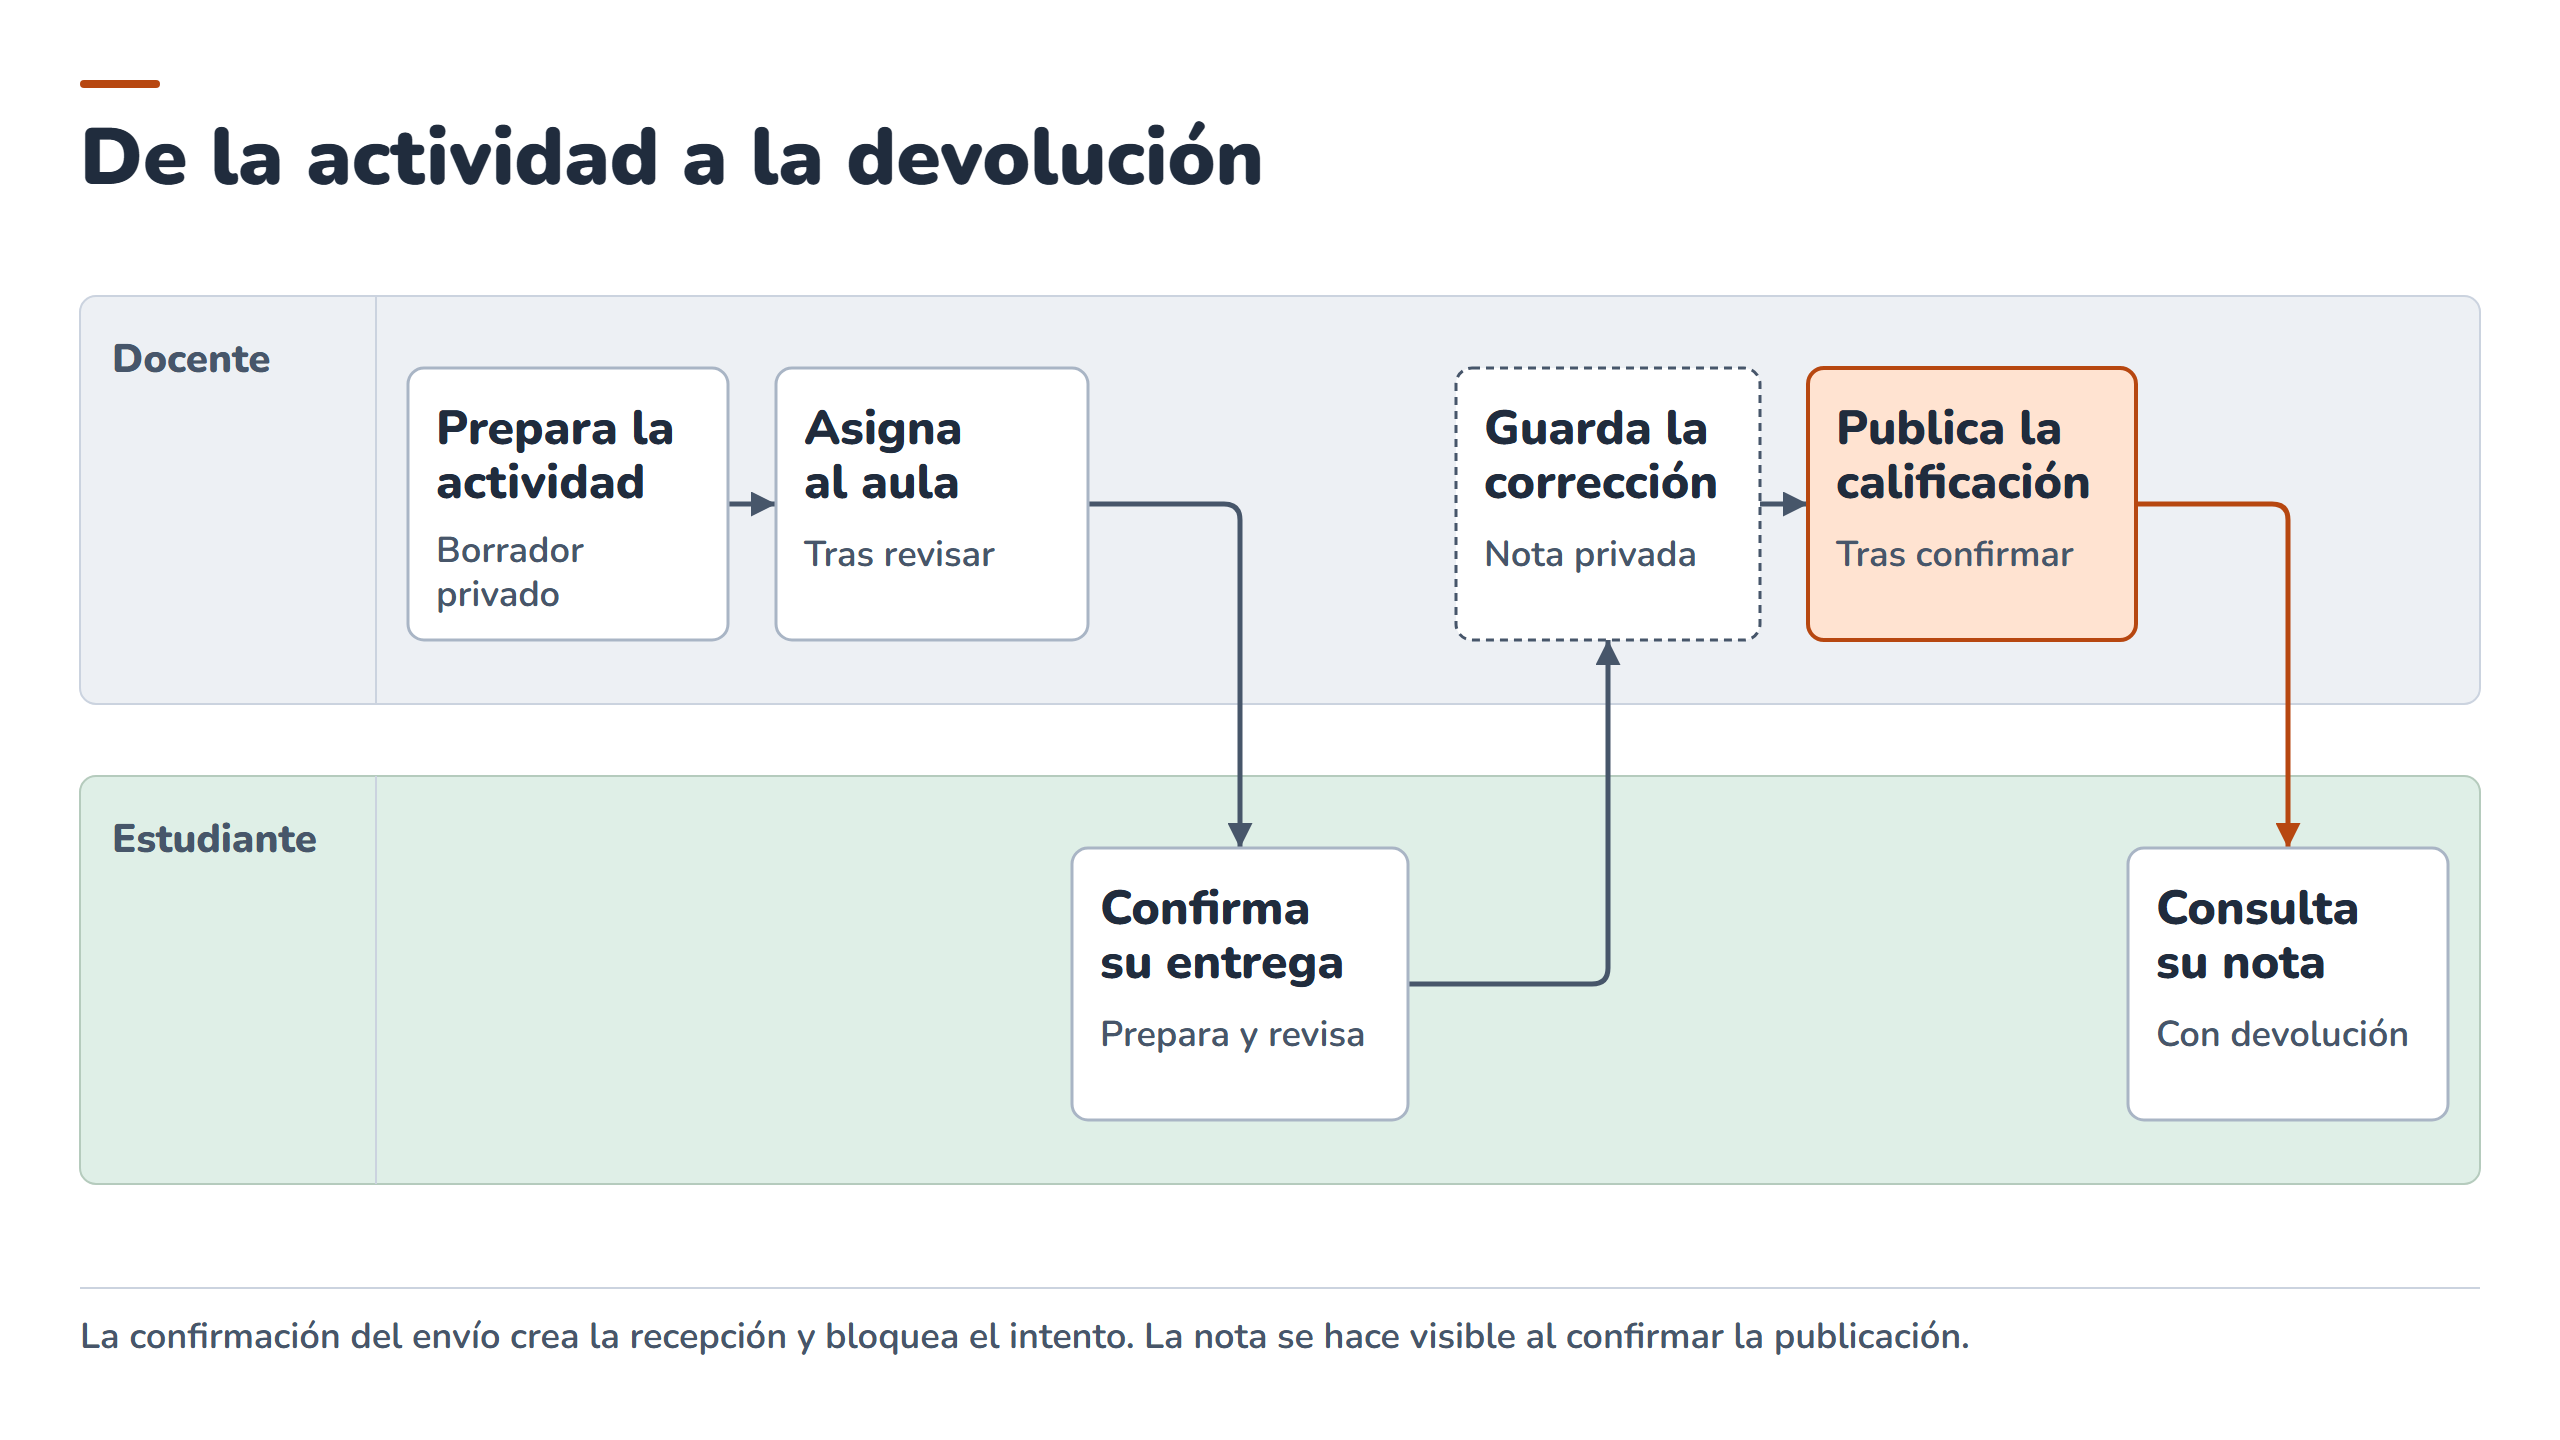 De la actividad a la devolución
Docente
Prepara la
actividad
Borrador
privado
Asigna
al aula
Tras revisar
Guarda la
corrección
Nota privada
Publica la
calificación
Tras confirmar
Estudiante
Confirma
su entrega
Prepara y revisa
Consulta
su nota
Con devolución
La confirmación del envío crea la recepción y bloquea el intento. La nota se hace visible al confirmar la publicación.